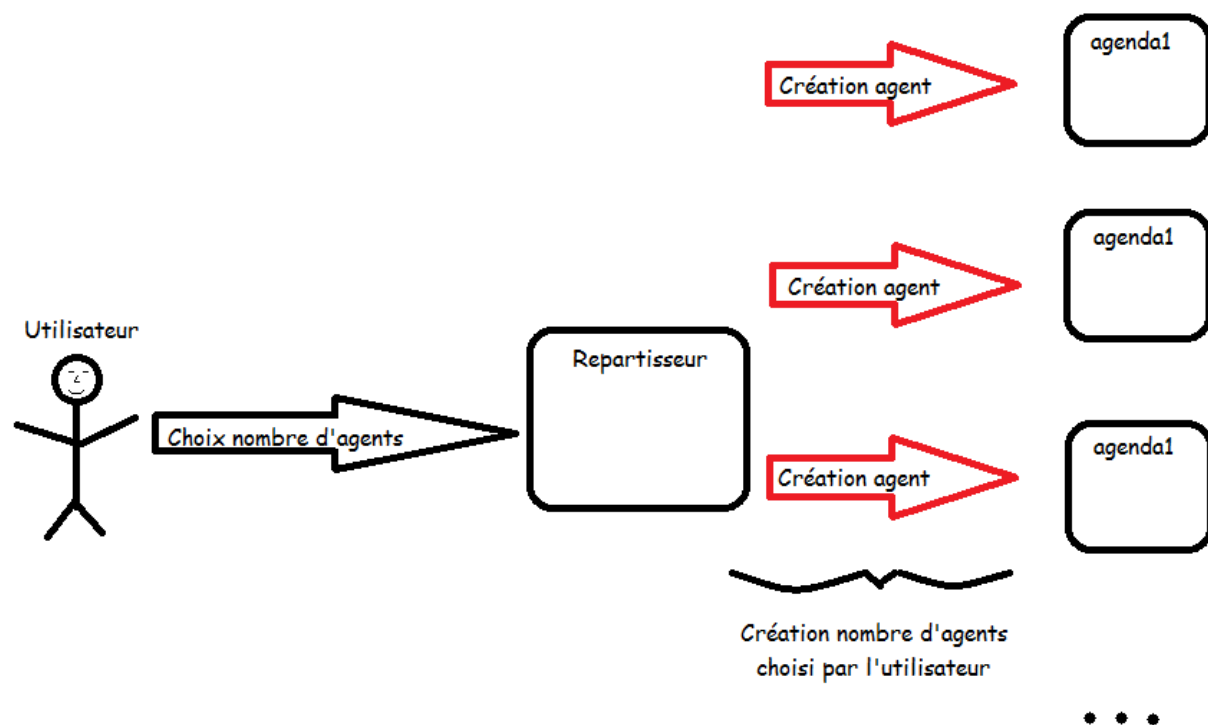 agenda1
Création agent
agenda1
Création agent
Utilisateur
Repartisseur
Choix nombre d'agents
agenda1
Création agent
Création nombre d'agents
choisi par l'utilisateur
...